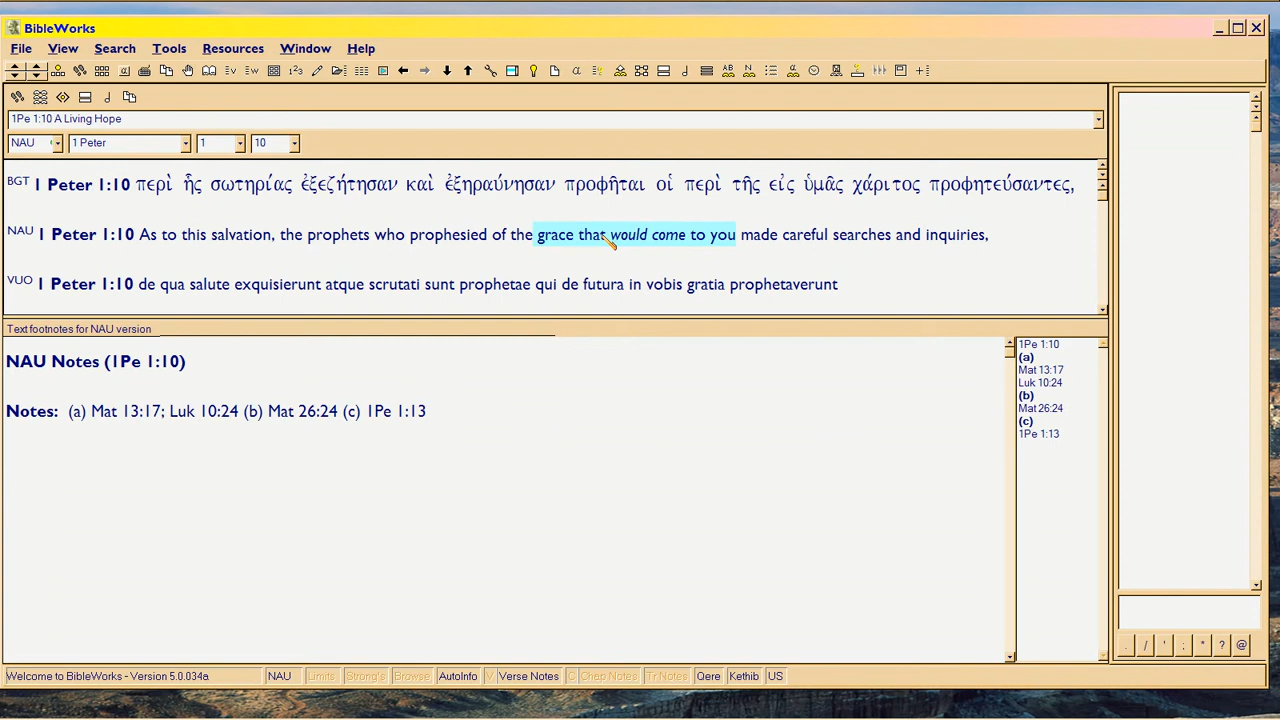 BibleWorks
File View Search Tools Resources Window Help
1Pe 1:10 A Living Hope
NAU 1 Peter 1 10
BGT 1 Peter 1:10 περὶ ἧς σωτηρίας ἐξεζήτησαν καὶ ἐξηραύνησαν προφῆται οἱ περὶ τῆς εἰς ὑμᾶς χάριτος προφητεύσαντες,
NAU 1 Peter 1:10 As to this salvation, the prophets who prophesied of the grace that would come to you made careful searches and inquiries,
VUO 1 Peter 1:10 de qua salute exquisierunt atque scrutati sunt prophetae qui de futura in vobis gratia prophetaverunt
Text footnotes for NAU version
NAU Notes (1Pe 1:10)
Notes: (a) Mat 13:17; Luk 10:24 (b) Mat 26:24 (c) 1Pe 1:13
1Pe 1:10
(a)
Mat 13:17
Luk 10:24
(b)
Mat 26:24
(c)
1Pe 1:13
. / ' ; * ? @
Welcome to BibleWorks - Version 5.0.034a NAU Limits Strong's Browse AutoInfo V Verse Notes C Chap Notes Tr.Notes Qere Kethib US